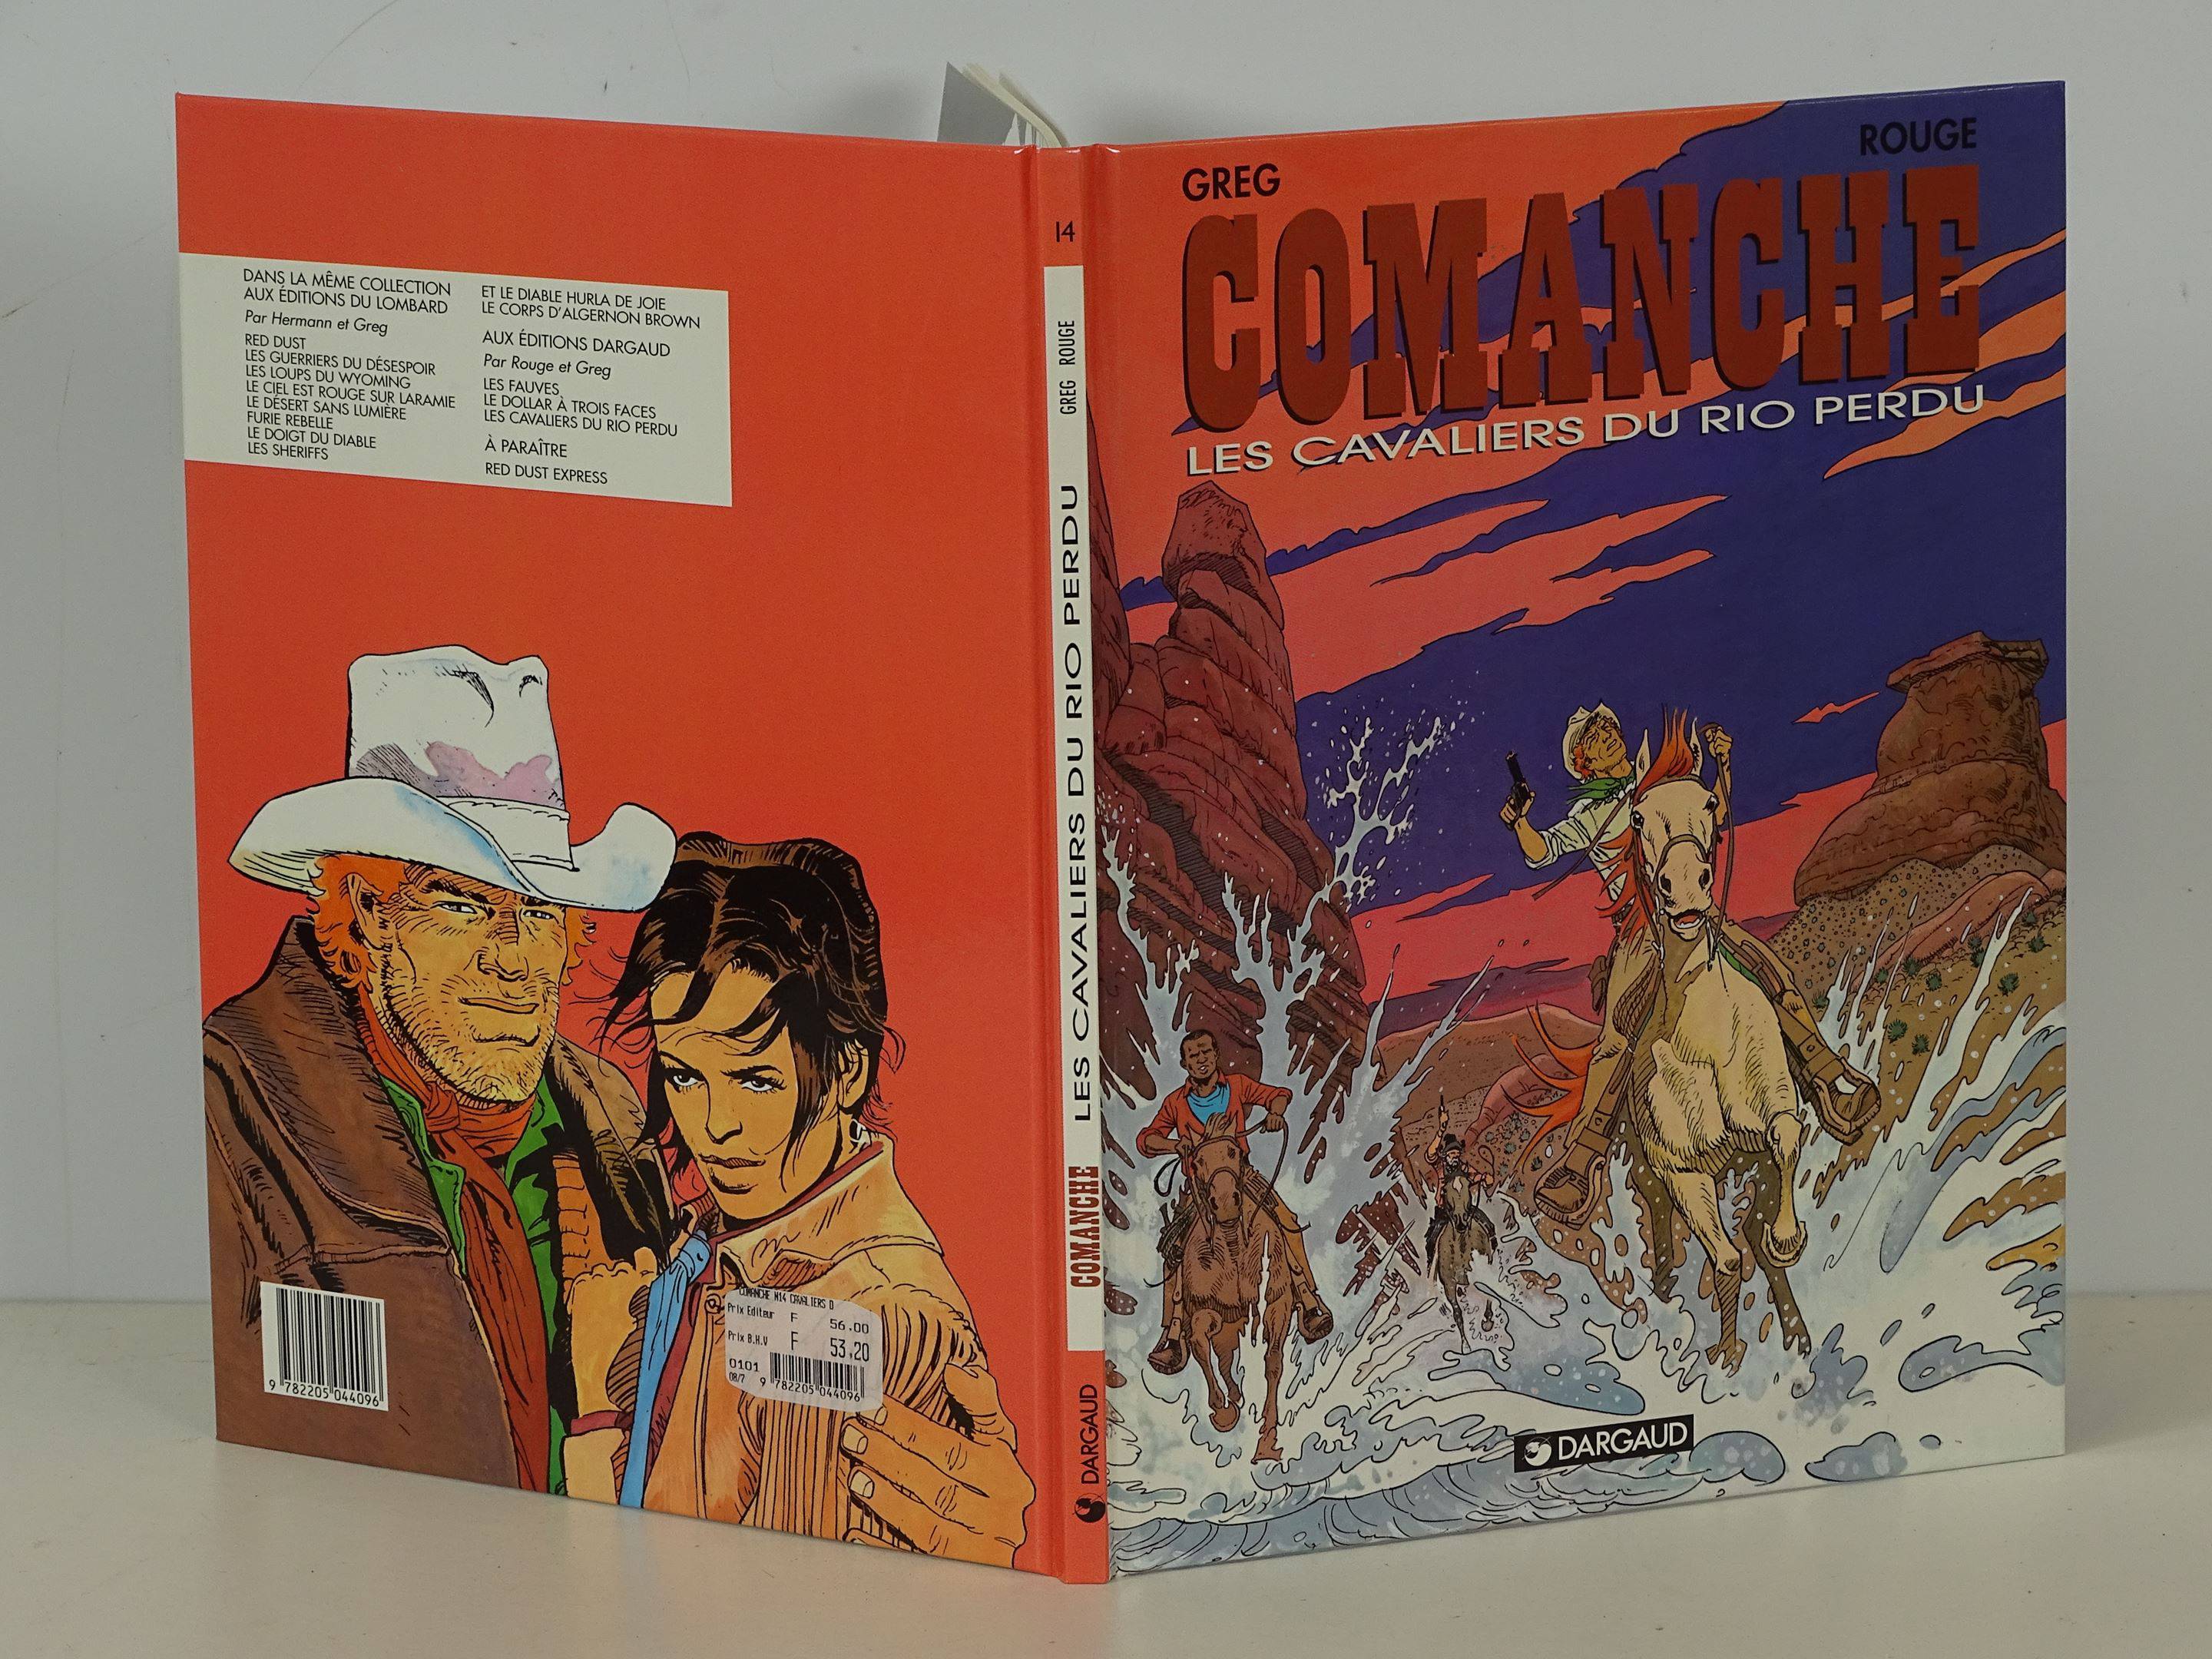 DANS LA MÊME COLLECTION
AUX ÉDITIONS DU LOMBARD
Par Hermann et Greg
RED DUST
LES GUERRIERS DU DÉSESPOIR
LES LOUPS DU WYOMING
LE CIEL EST ROUGE SUR LARAMIE
LE DÉSERT SANS LUMIÈRE
FURIE REBELLE
LE DOIGT DU DIABLE
LES SHERIFFS
ET LE DIABLE HURLA DE JOIE
LE CORPS D'ALGERNON BROWN
AUX ÉDITIONS DARGAUD
Par Rouge et Greg
LES FAUVES
LE DOLLAR À TROIS FACES
LES CAVALIERS DU RIO PERDU
À PARAÎTRE
RED DUST EXPRESS
9 782205 044096
COMANCHE N14 CAVALIERS D
Prix Editeur F 56.00
Prix B.H.V F 53.20
0101
08/7 9 782205 044096
14
GREG ROUGE
LES CAVALIERS DU RIO PERDU
COMANCHE
DARGAUD
GREG
ROUGE
COMANCHE
LES CAVALIERS DU RIO PERDU
DARGAUD